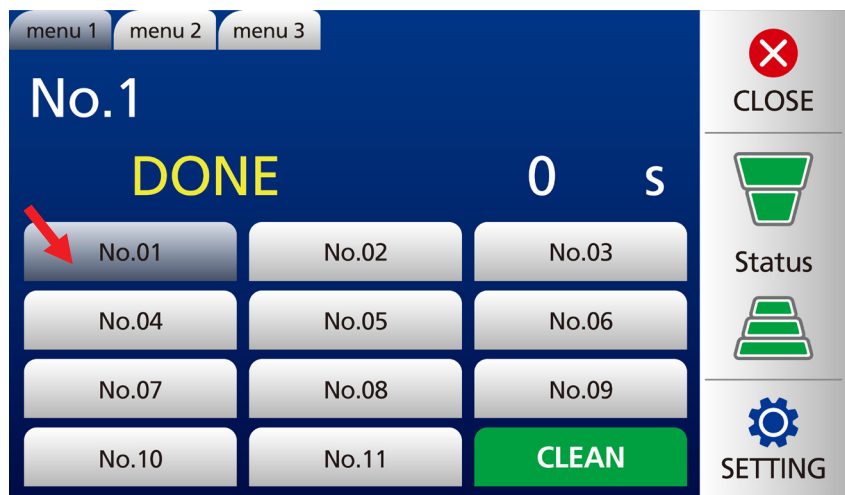 menu 1 menu 2 menu 3
No.1
CLOSE
DONE 0 s
No.01 No.02 No.03
Status
No.04 No.05 No.06
No.07 No.08 No.09
No.10 No.11 CLEAN
SETTING